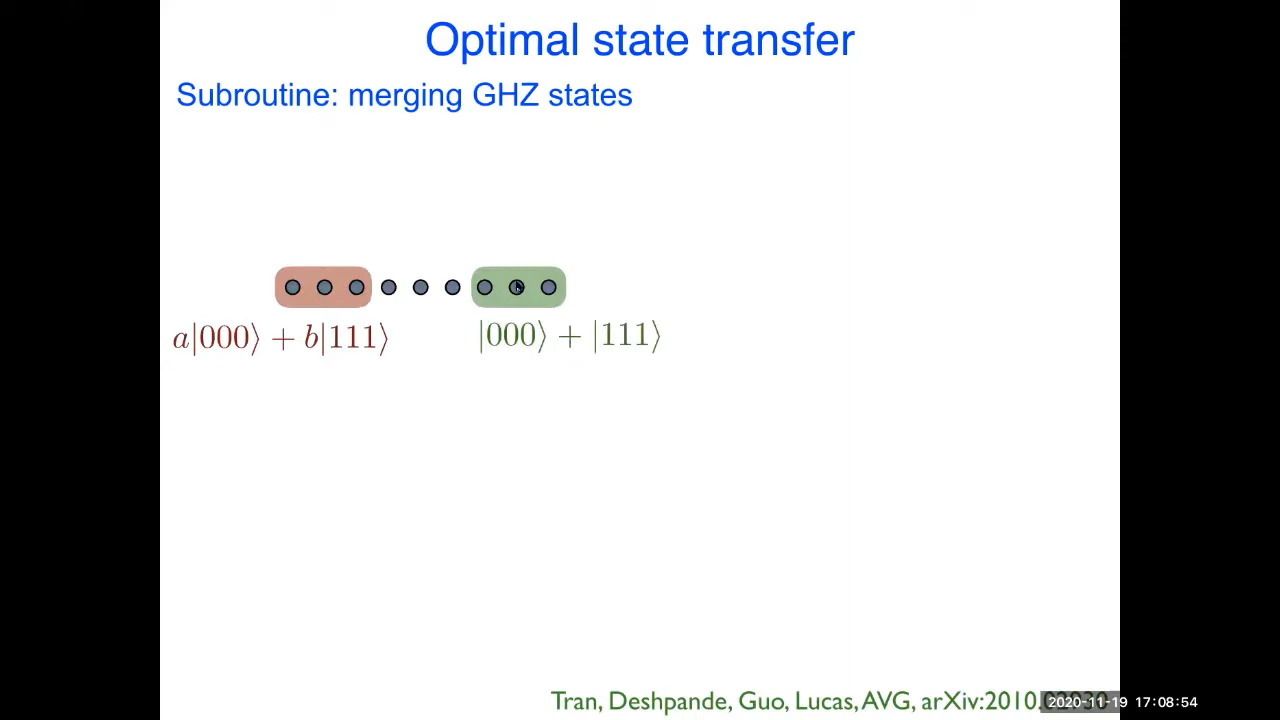 Optimal state transfer
Subroutine: merging GHZ states
a|000⟩ + b|111⟩ |000⟩ + |111⟩
Tran, Deshpande, Guo, Lucas, AVG, arXiv:2010.
2020-11-19 17:08:54